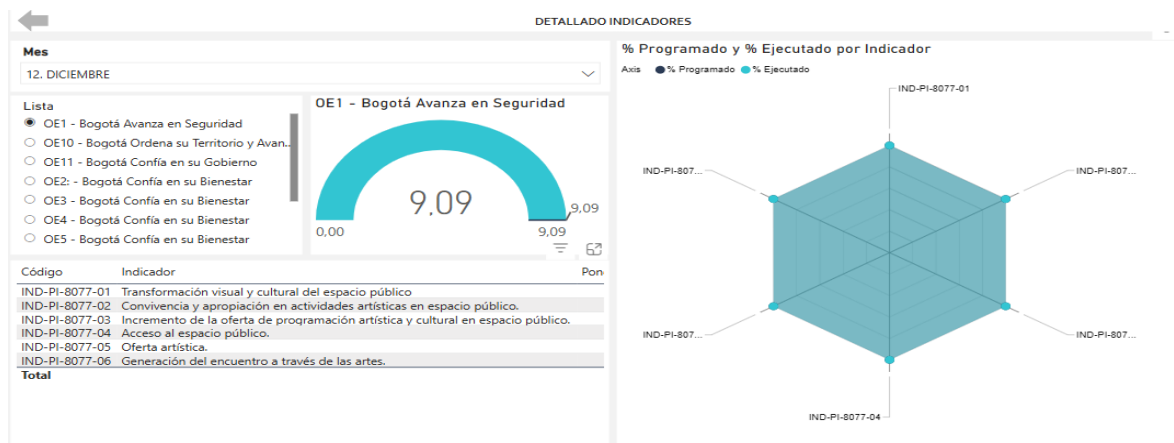 DETALLADO INDICADORES
Mes
12. DICIEMBRE
Lista
OE1 - Bogotá Avanza en Seguridad
OE10 - Bogotá Ordena su Territorio y Avan...
OE11 - Bogotá Confía en su Gobierno
OE2: - Bogotá Confía en su Bienestar
OE3 - Bogotá Confía en su Bienestar
OE4 - Bogotá Confía en su Bienestar
OE5 - Bogotá Confía en su Bienestar
OE1 - Bogotá Avanza en Seguridad
9,09
9,09
0,00
9,09
Código Indicador Pon
IND-PI-8077-01 Transformación visual y cultural del espacio público
IND-PI-8077-02 Convivencia y apropiación en actividades artísticas en espacio público.
IND-PI-8077-03 Incremento de la oferta de programación artística y cultural en espacio público.
IND-PI-8077-04 Acceso al espacio público.
IND-PI-8077-05 Oferta artística.
IND-PI-8077-06 Generación del encuentro a través de las artes.
Total
% Programado y % Ejecutado por Indicador
Axis % Programado % Ejecutado
IND-PI-8077-01
IND-PI-807...
IND-PI-807...
IND-PI-807...
IND-PI-807...
IND-PI-8077-04